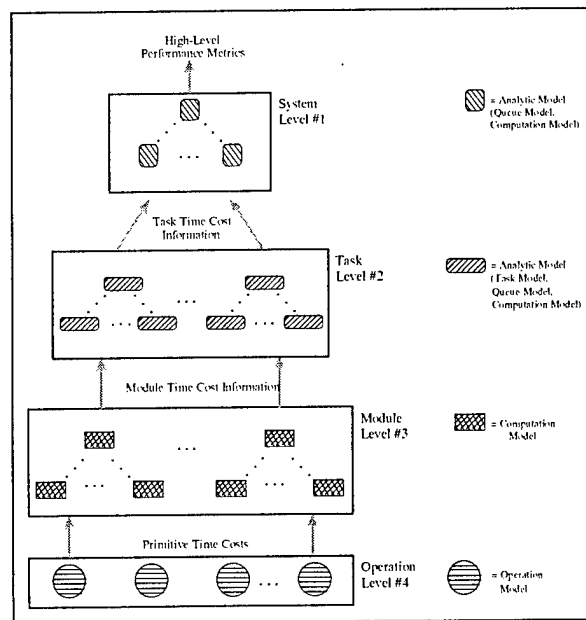 High-Level
Performance Metrics
System
Level #1
= Analytic Model
(Queue Model,
Computation Model)
Task Time Cost
Information
Task
Level #2
= Analytic Model
(Task Model,
Queue Model,
Computation Model)
Module Time Cost Information
Module
Level #3
= Computation
Model
Primitive Time Costs
Operation
Level #4
= Operation
Model